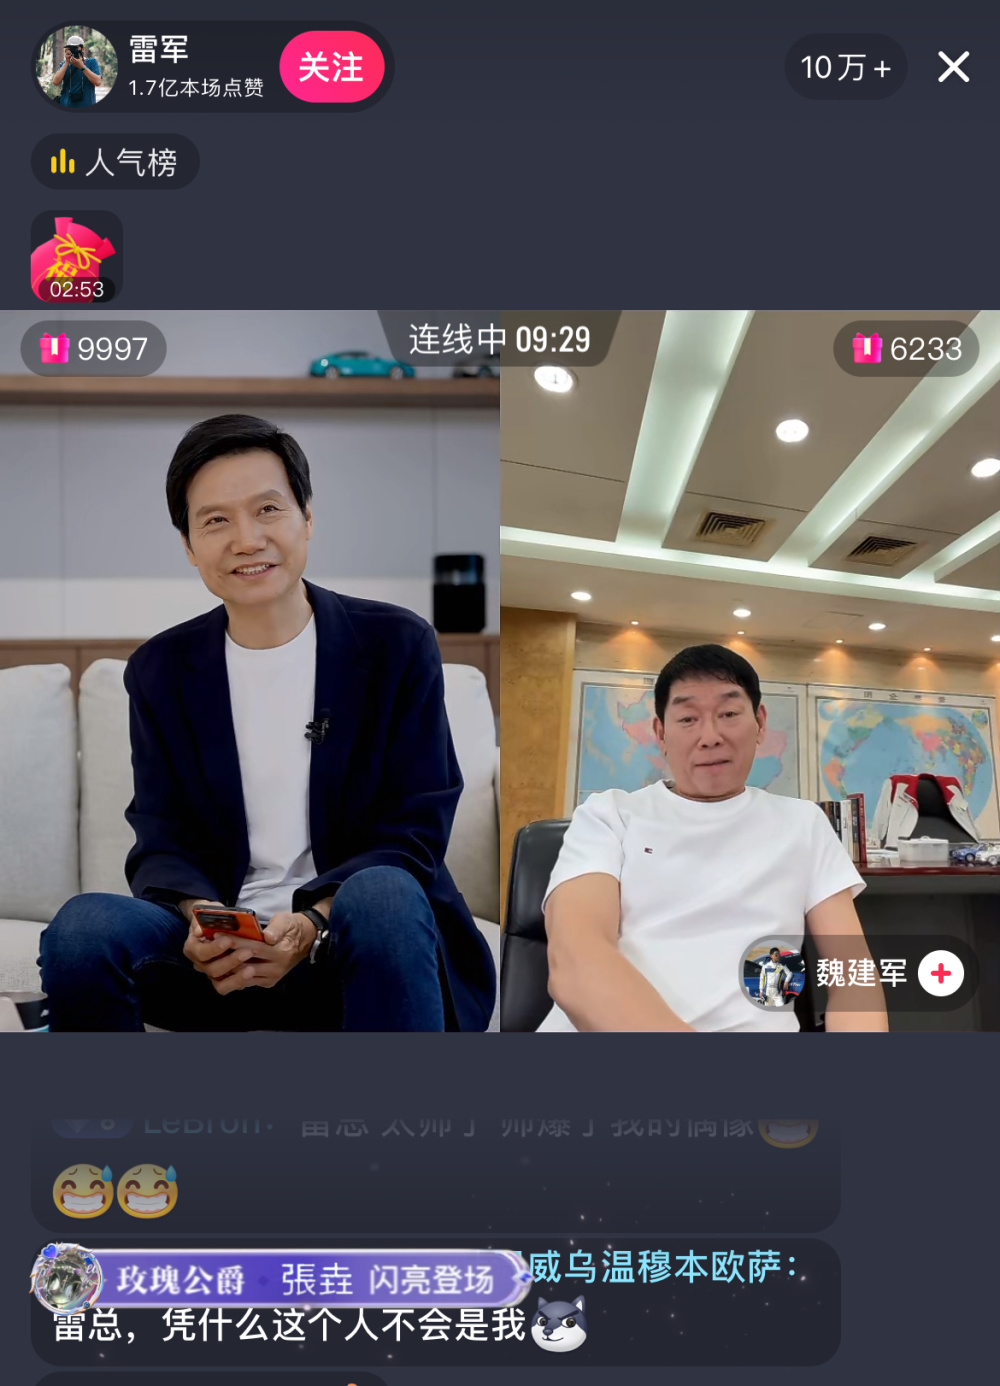 雷军
1.7亿本场点赞
关注
10万+
人气榜
02:53
9997
连线中 09:29
6233
魏建军
LeBron: 雷总 太帅了 帅爆了我的偶像
玫瑰公爵 張垚 闪亮登场
威乌温穆本欧萨：
雷总，凭什么这个人不会是我